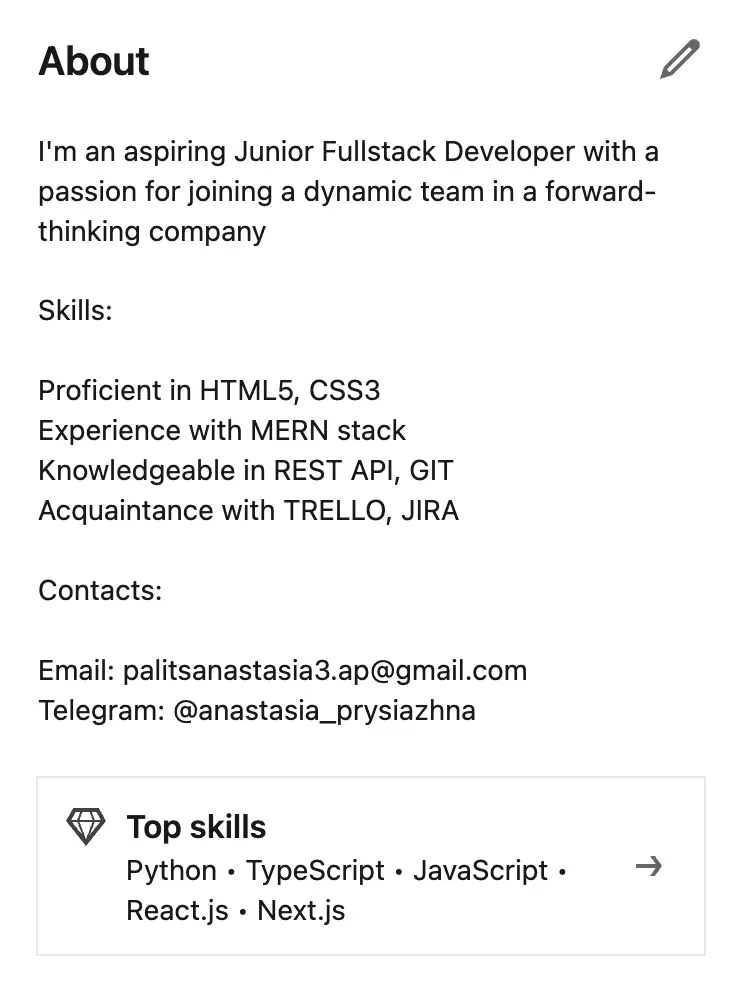 About
I'm an aspiring Junior Fullstack Developer with a
passion for joining a dynamic team in a forward-
thinking company
Skills:
Proficient in HTML5, CSS3
Experience with MERN stack
Knowledgeable in REST API, GIT
Acquaintance with TRELLO, JIRA
Contacts:
Email: palitsanastasia3.ap@gmail.com
Telegram: @anastasia_prysiazhna
Top skills
Python • TypeScript • JavaScript •
React.js • Next.js